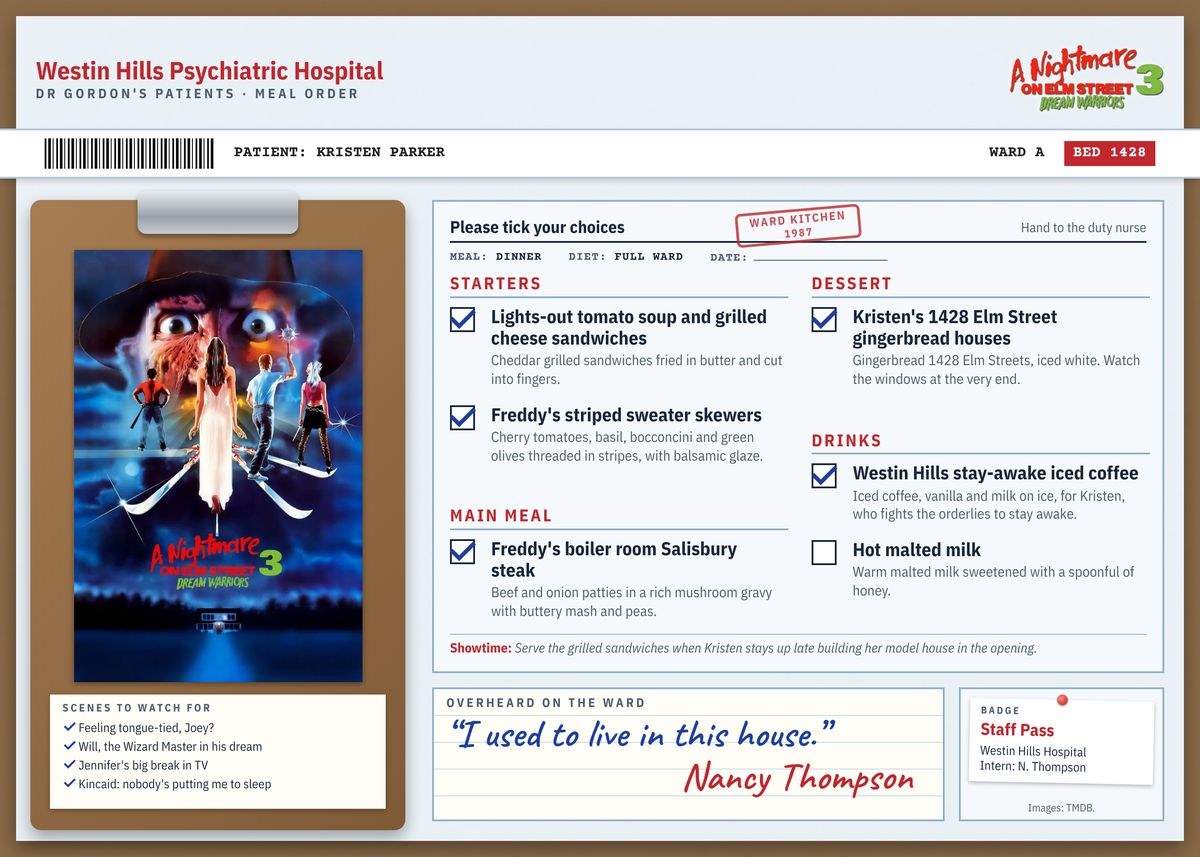 Westin Hills Psychiatric Hospital
DR GORDON'S PATIENTS · MEAL ORDER
A Nightmare
ON ELM STREET 3
DREAM WARRIORS
PATIENT: KRISTEN PARKER
WARD A
BED 1428
A Nightmare
ON ELM STREET 3
DREAM WARRIORS
SCENES TO WATCH FOR
Feeling tongue-tied, Joey?
Will, the Wizard Master in his dream
Jennifer's big break in TV
Kincaid: nobody's putting me to sleep
Please tick your choices
WARD KITCHEN
1987
Hand to the duty nurse
MEAL: DINNER DIET: FULL WARD DATE:
STARTERS
Lights-out tomato soup and grilled
cheese sandwiches
Cheddar grilled sandwiches fried in butter and cut
into fingers.
Freddy's striped sweater skewers
Cherry tomatoes, basil, bocconcini and green
olives threaded in stripes, with balsamic glaze.
MAIN MEAL
Freddy's boiler room Salisbury
steak
Beef and onion patties in a rich mushroom gravy
with buttery mash and peas.
DESSERT
Kristen's 1428 Elm Street
gingerbread houses
Gingerbread 1428 Elm Streets, iced white. Watch
the windows at the very end.
DRINKS
Westin Hills stay-awake iced coffee
Iced coffee, vanilla and milk on ice, for Kristen,
who fights the orderlies to stay awake.
Hot malted milk
Warm malted milk sweetened with a spoonful of
honey.
Showtime: Serve the grilled sandwiches when Kristen stays up late building her model house in the opening.
OVERHEARD ON THE WARD
“I used to live in this house.”
Nancy Thompson
BADGE
Staff Pass
Westin Hills Hospital
Intern: N. Thompson
Images: TMDB.